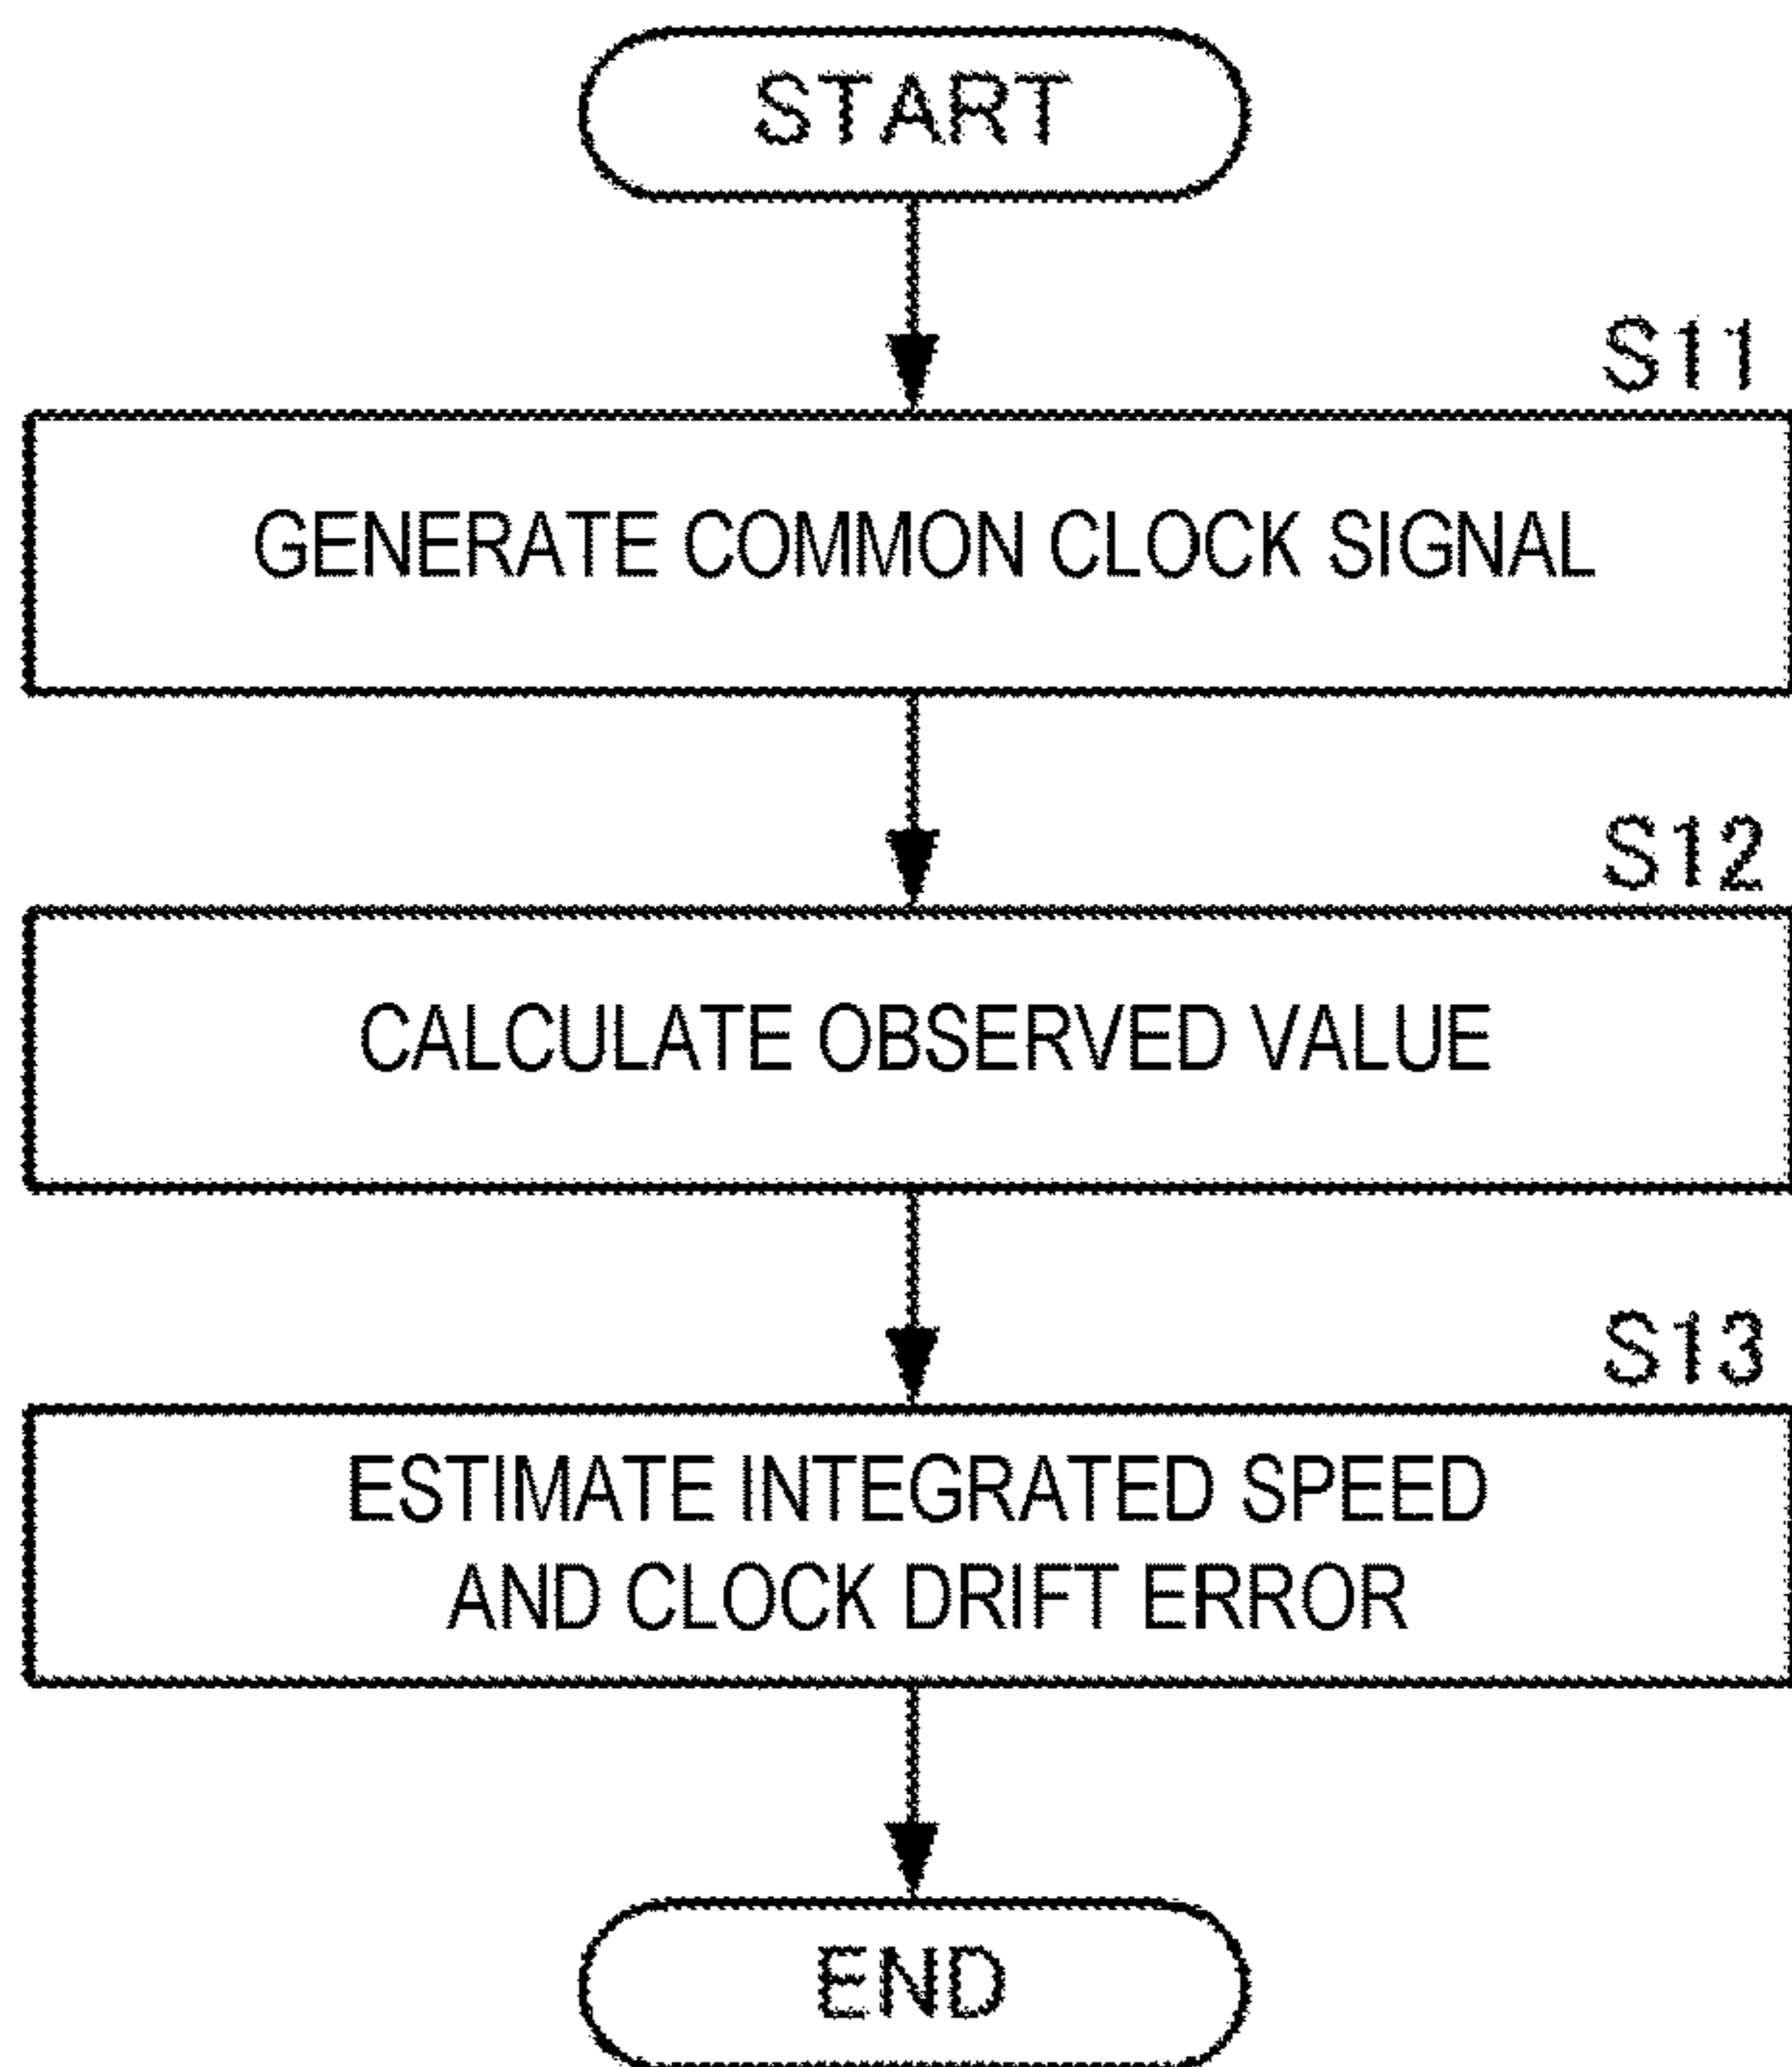 START
S11
GENERATE COMMON CLOCK SIGNAL
S12
CALCULATE OBSERVED VALUE
S13
ESTIMATE INTEGRATED SPEED
AND CLOCK DRIFT ERROR
END